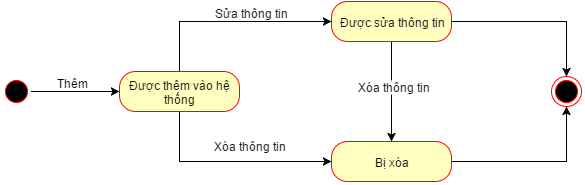 Sửa thông tin
Được sửa thông tin
Thêm
Được thêm vào hệ
thống
Xóa thông tin
Xóa thông tin
Bị xóa